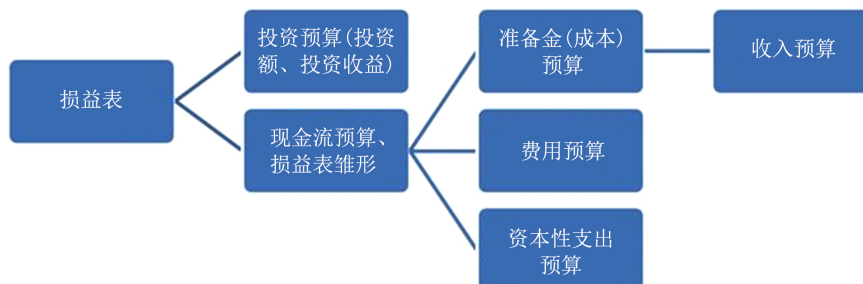 损益表
投资预算(投资
额、投资收益)
现金流预算、
损益表雏形
准备金(成本)
预算
费用预算
资本性支出
预算
收入预算